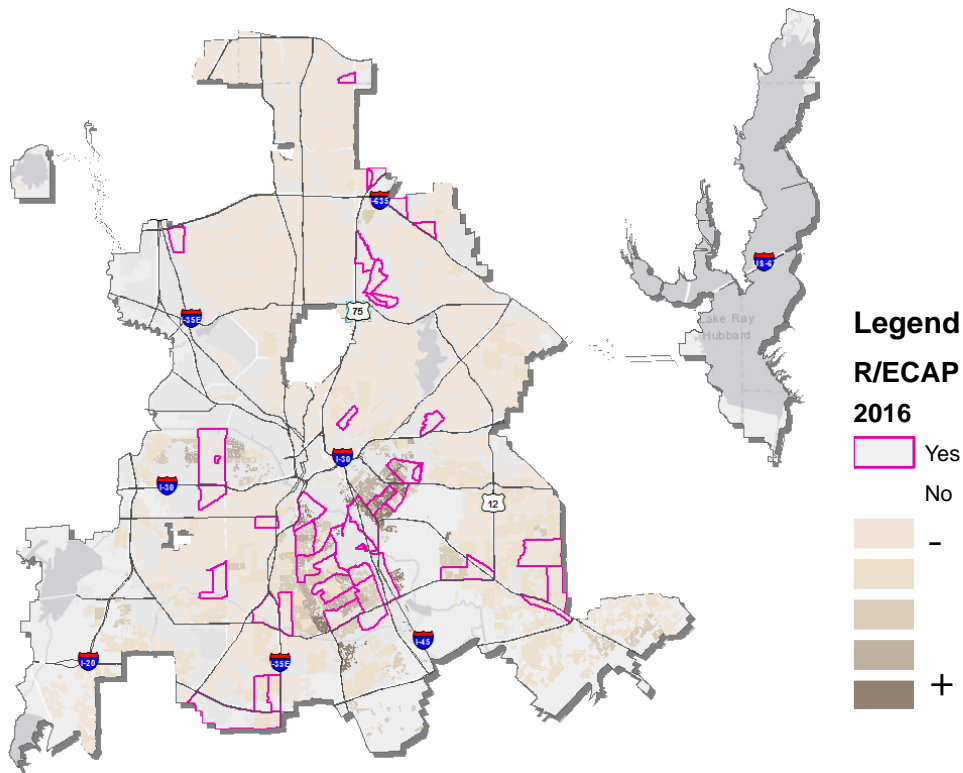 I-635
75
I-35E
Lake Ray
Hubbard
Legend
R/ECAP
2016
Yes
No
-
+
I-30
I-30
12
I-45
I-20
I-35E